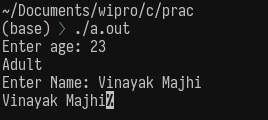 ~/Documents/wipro/c/prac
(base) > ./a.out
Enter age: 23
Adult
Enter Name: Vinayak Majhi
Vinayak Majhi%